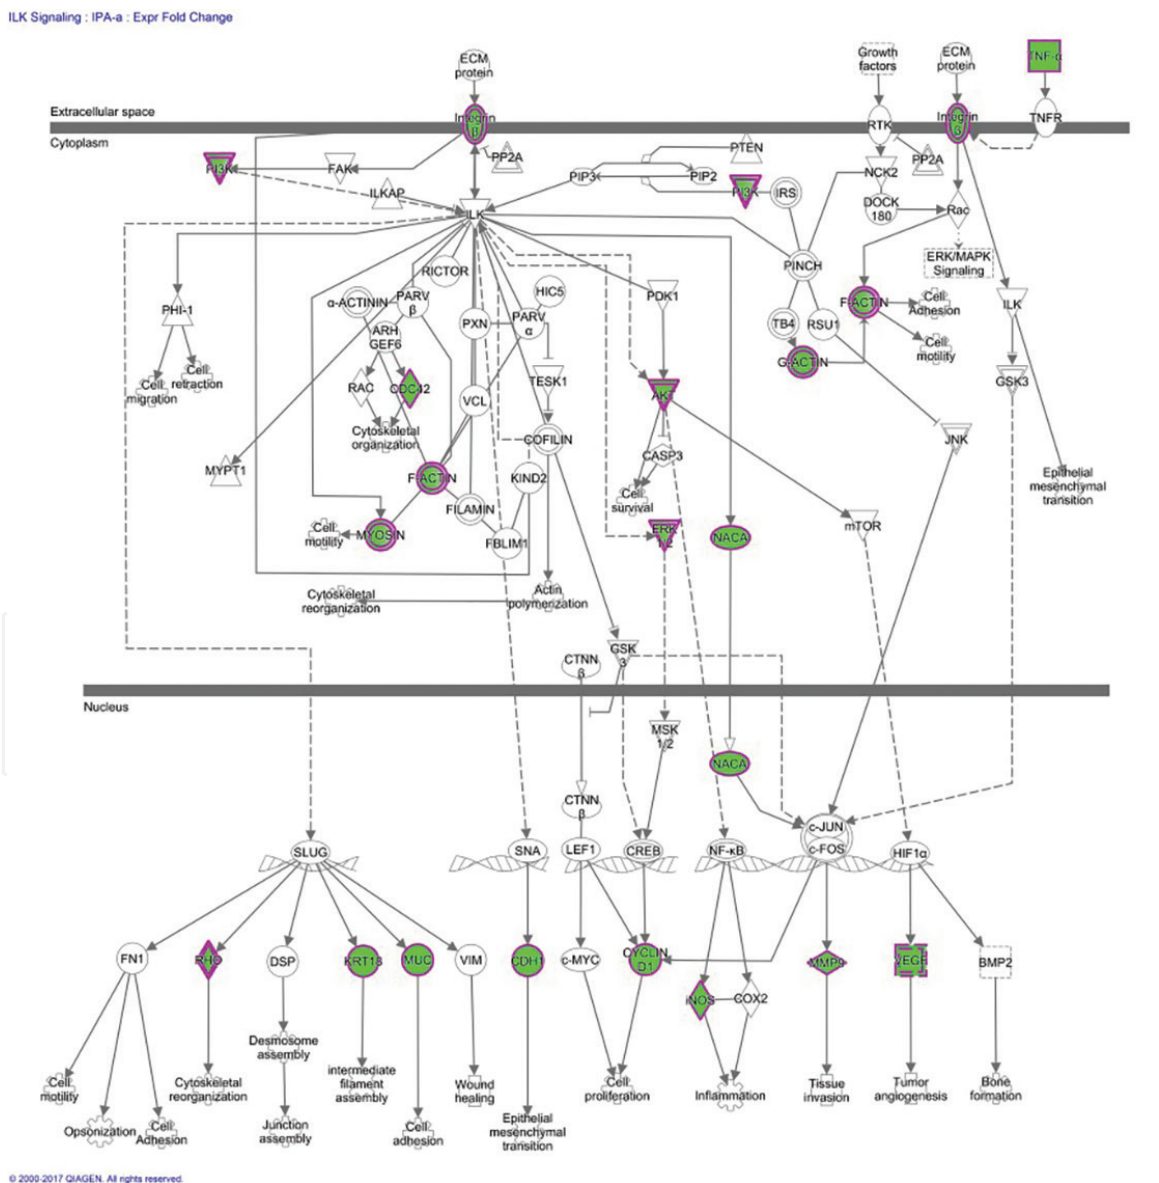 ILK Signaling : IPA-a : Expr Fold Change
ECM
protein
Growth
factors
ECM
protein
TNF-α
Extracellular space
Integrin
β
RTK
Integrin
β
TNFR
Cytoplasm
PI3K
FAK
PP2A
PTEN
PP2A
ILKAP
PIP3
PIP2
NCK2
PI3K
IRS
DOCK
180
Rac
ILK
ERK/MAPK
Signaling
PINCH
RICTOR
α-ACTININ
PARV
β
HIC5
PDK1
F-ACTIN
Cell
Adhesion
ILK
PHI-1
ARH
GEF6
PXN
PARV
α
TB4
RSU1
Cell
motility
G-ACTIN
Cell
migration
Cell
retraction
RAC
CDC42
TESK1
AKT
GSK3
VCL
Cytoskeletal
organization
COFILIN
JNK
MYPT1
CASP3
F-ACTIN
KIND2
Cell
survival
Epithelial
mesenchymal
transition
FILAMIN
mTOR
Cell
motility
MYOSIN
FBLIM1
ERK
1/2
NACA
Cytoskeletal
reorganization
Actin
polymerization
CTNN
β
GSK
3
Nucleus
MSK
1/2
NACA
CTNN
β
c-JUN
c-FOS
SLUG
SNA
LEF1
CREB
NF-κB
HIF1α
FN1
RHO
DSP
KRT18
MUC
VIM
CDH1
c-MYC
CYCLIN
D1
MMP9
VEGF
BMP2
iNOS
COX2
Cell
motility
Cytoskeletal
reorganization
Desmosome
assembly
intermediate
filament
assembly
Wound
healing
Cell
proliferation
Inflammation
Tissue
invasion
Tumor
angiogenesis
Bone
formation
Opsonization
Cell
Adhesion
Junction
assembly
Cell
adhesion
Epithelial
mesenchymal
transition
© 2000-2017 QIAGEN. All rights reserved.